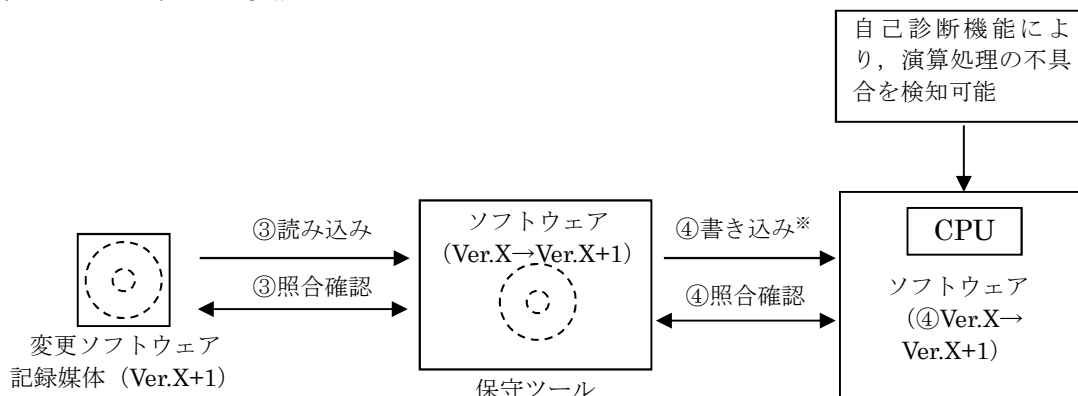 自己診断機能によ
り，演算処理の不具
合を検知可能
③読み込み
③照合確認
変更ソフトウェア
記録媒体（Ver.X+1）
ソフトウェア
(Ver.X→Ver.X+1)
保守ツール
④書き込み※
④照合確認
CPU
ソフトウェア
（④Ver.X→
Ver.X+1）